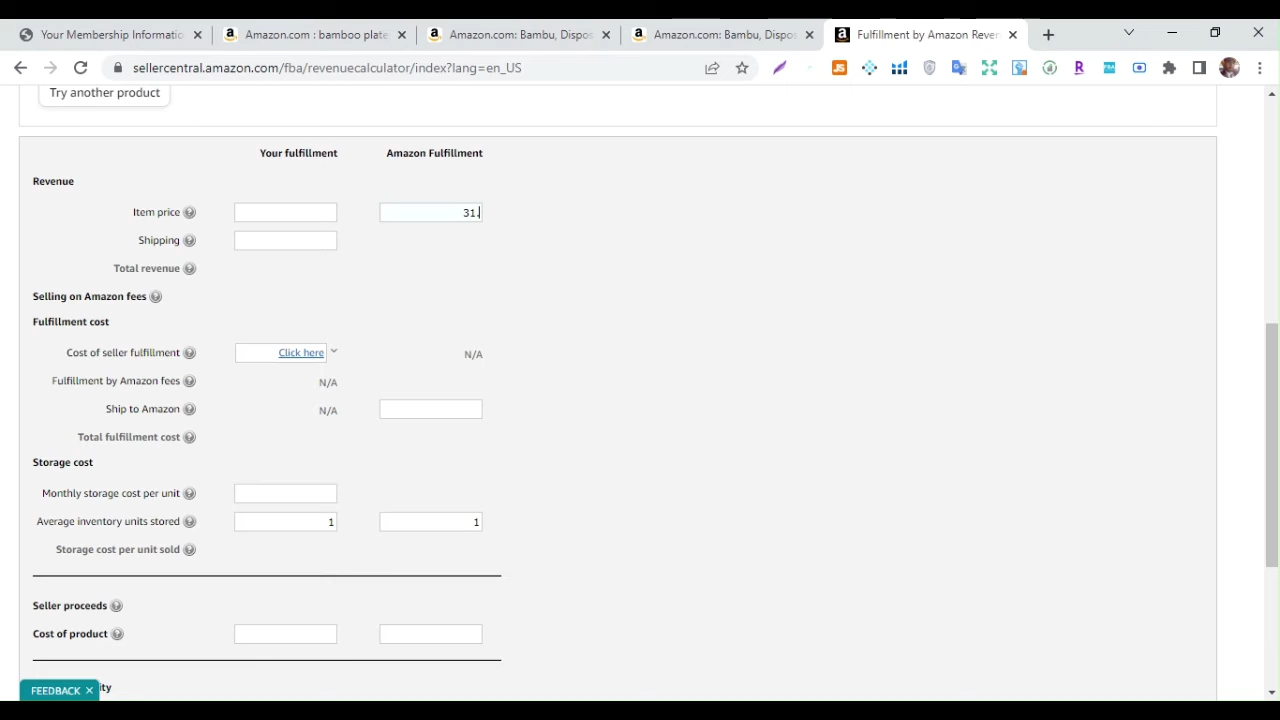 Your Membership Informatio
Amazon.com : bamboo plate
Amazon.com: Bambu, Dispos
Amazon.com: Bambu, Dispos
Fulfillment by Amazon Reven
sellercentral.amazon.com/fba/revenuecalculator/index?lang=en_US
Try another product
Your fulfillment Amazon Fulfillment
Revenue
Item price 31.
Shipping
Total revenue
Selling on Amazon fees
Fulfillment cost
Cost of seller fulfillment Click here N/A
Fulfillment by Amazon fees N/A
Ship to Amazon N/A
Total fulfillment cost
Storage cost
Monthly storage cost per unit
Average inventory units stored 1 1
Storage cost per unit sold
Seller proceeds
Cost of product
FEEDBACK × ity